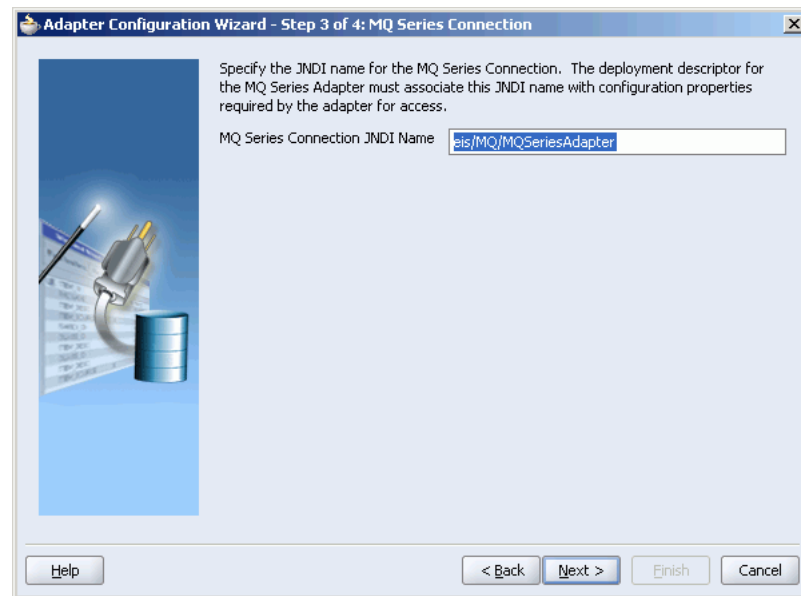 Adapter Configuration Wizard - Step 3 of 4: MQ Series Connection
Specify the JNDI name for the MQ Series Connection. The deployment descriptor for
the MQ Series Adapter must associate this JNDI name with configuration properties
required by the adapter for access.
MQ Series Connection JNDI Name eis/MQ/MQSeriesAdapter
Help < Back Next > Finish Cancel